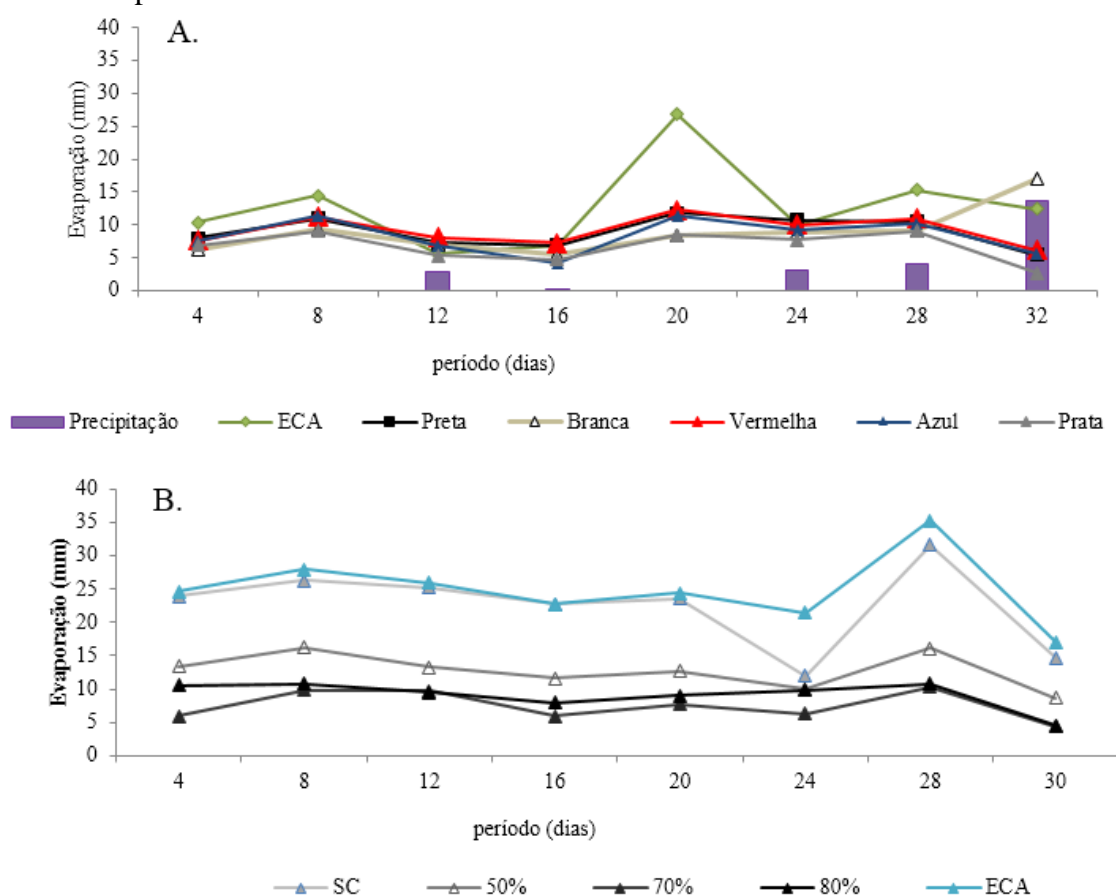 A.
Evaporação (mm)
40
35
30
25
20
15
10
5
0
4 8 12 16 20 24 28 32
período (dias)
Precipitação ECA Preta Branca Vermelha Azul Prata
B.
Evaporação (mm)
40
35
30
25
20
15
10
5
0
4 8 12 16 20 24 28 30
período (dias)
SC 50% 70% 80% ECA